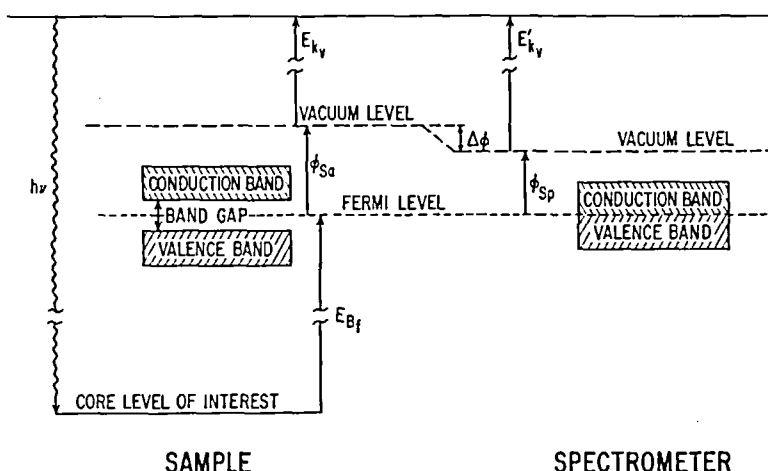 E_kv
E'_kv
VACUUM LEVEL
Δφ
VACUUM LEVEL
hν
φ_Sa
φ_Sp
CONDUCTION BAND
FERMI LEVEL
CONDUCTION BAND
BAND GAP
VALENCE BAND
VALENCE BAND
E_Bf
CORE LEVEL OF INTEREST
SAMPLE
SPECTROMETER